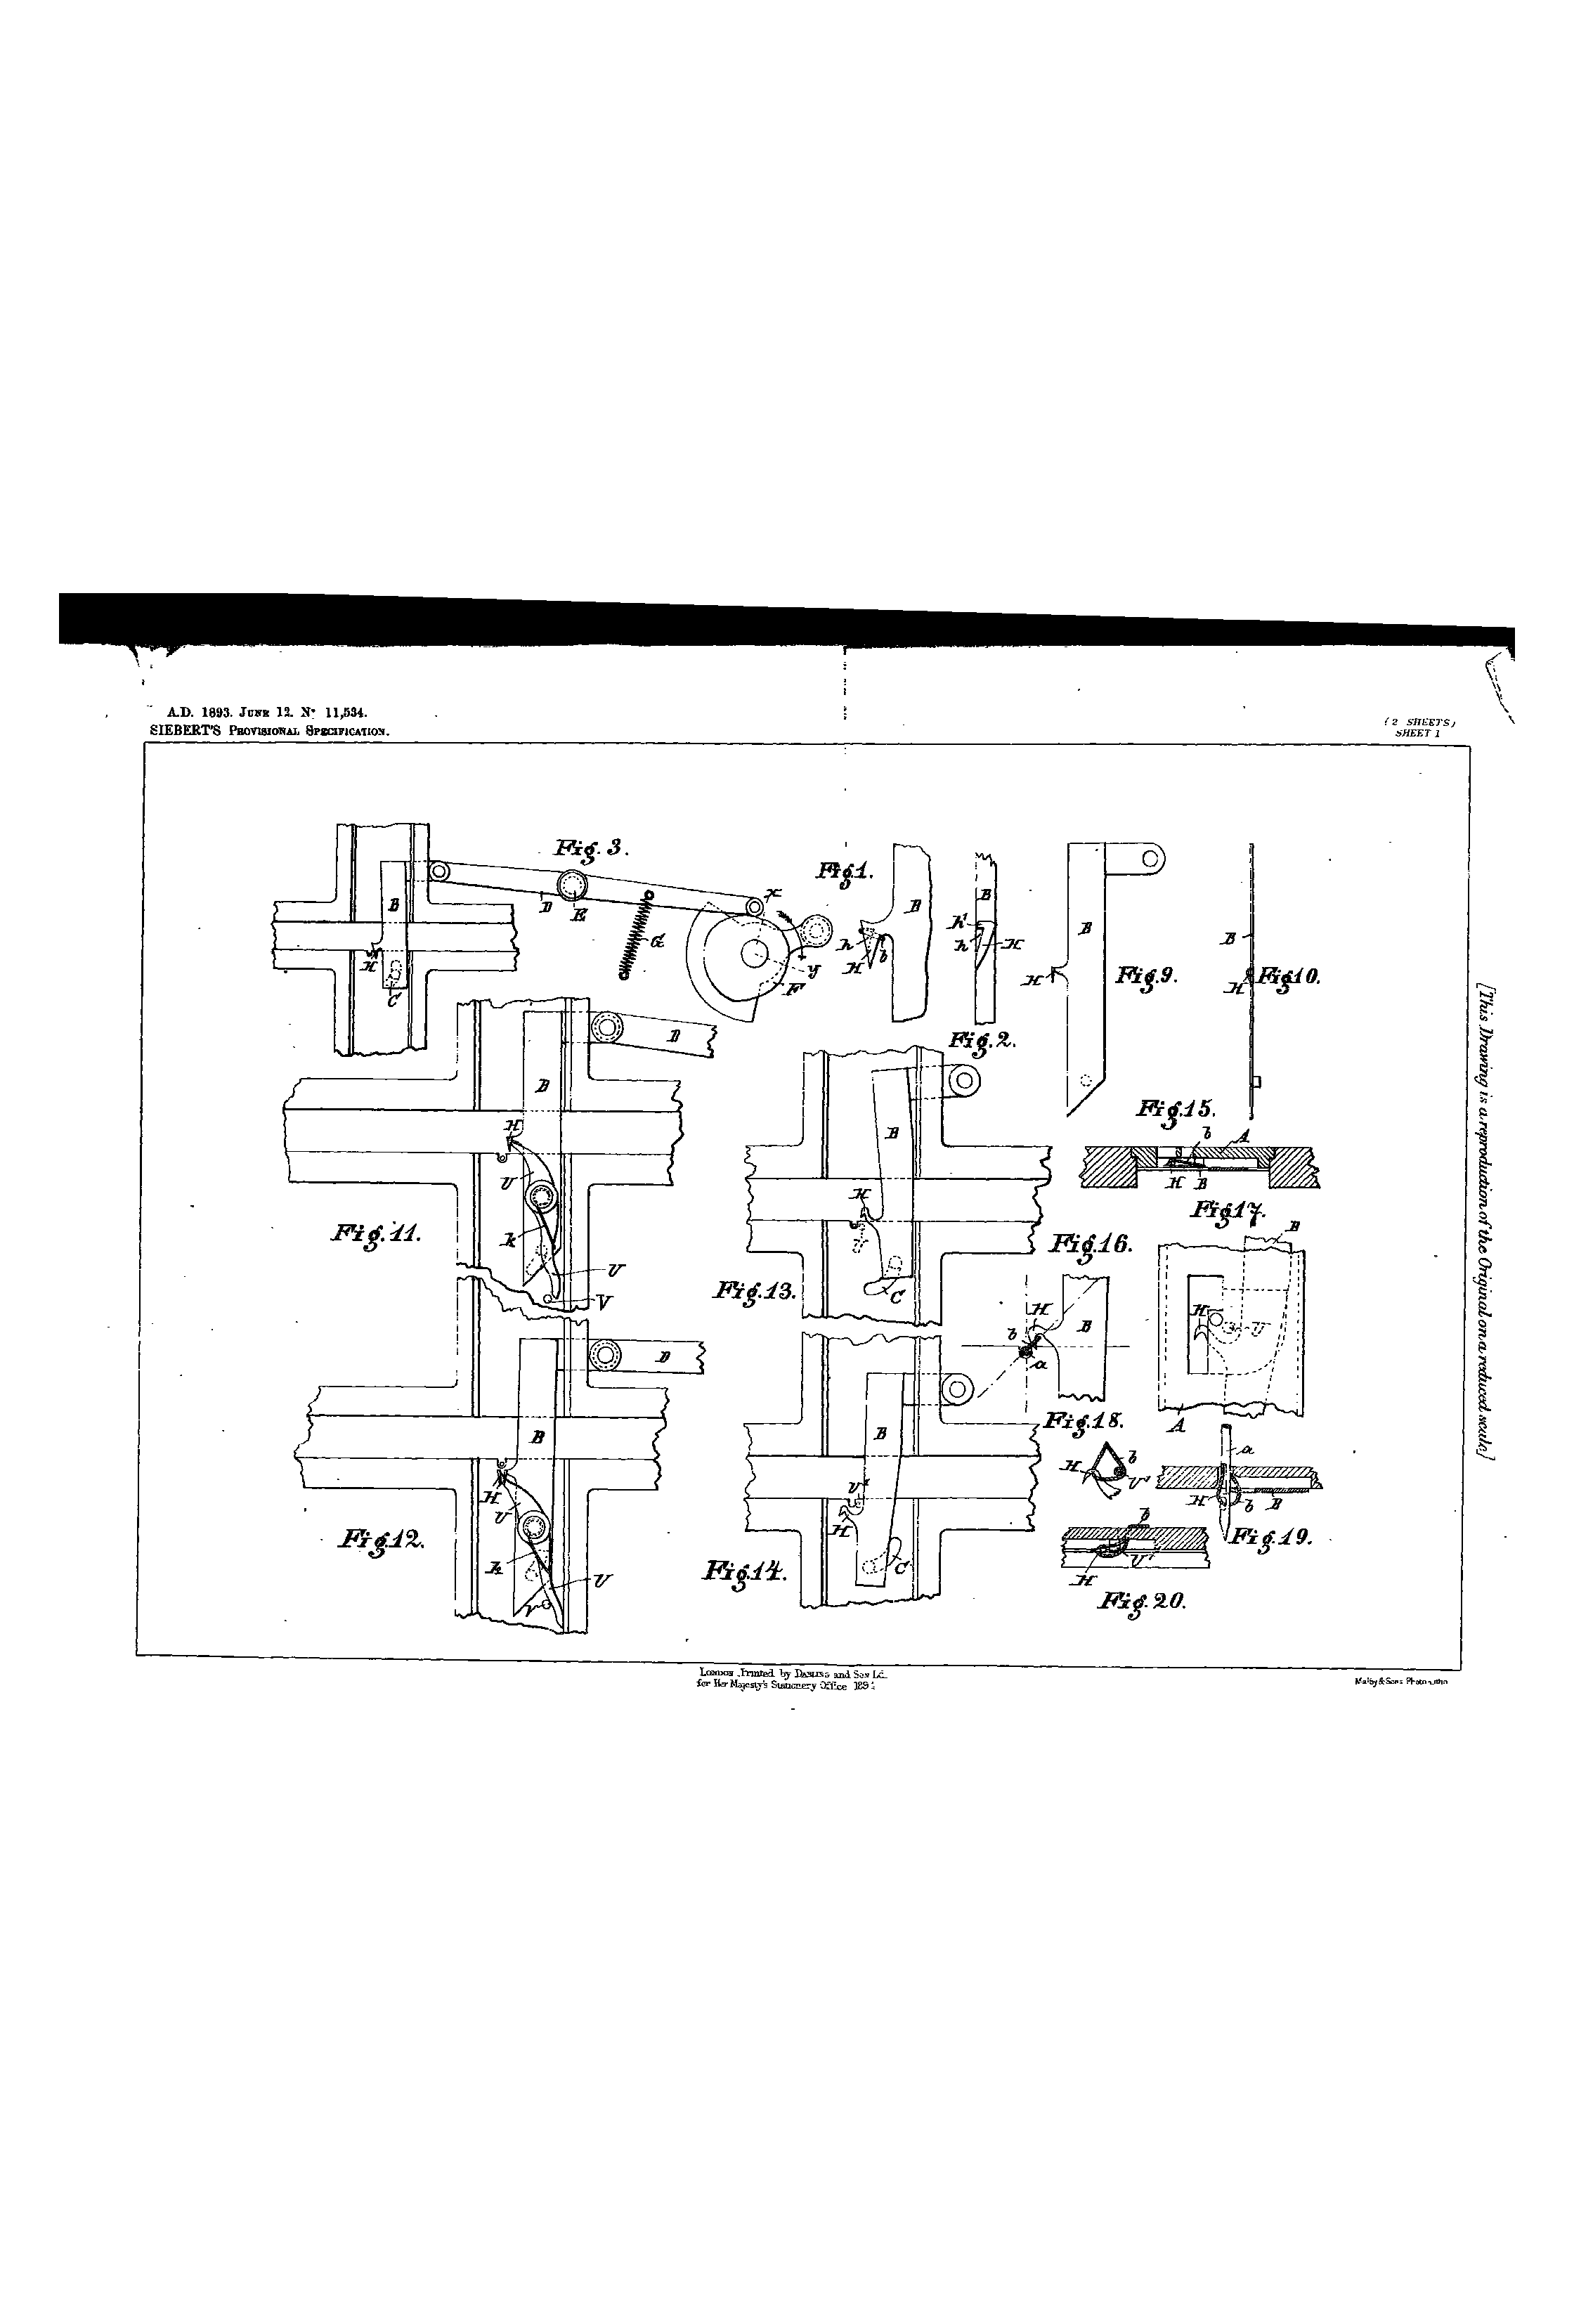 A.D. 1893. JUNE 12. No 11,534.
SIEBERT'S PROVISIONAL SPECIFICATION.
(2 SHEETS)
SHEET 1
Fig. 3.
B
H
C
D
E
G
x
y
F
Fig 1.
B
h
b
H
Fig. 2.
B
h'
h
H
Fig. 9.
B
H
Fig 10.
B
H
Fig. 11.
D
B
H
U
k
U
V
Fig. 12.
D
B
H
U
k
U
Fig. 13.
B
H
C
Fig. 14.
B
H
C
Fig. 15.
b
A
H
B
Fig. 16.
H
B
b
a
Fig 17.
B
H
A
Fig. 18.
H
b
U'
Fig. 19.
a
H
b
B
Fig. 20.
b
H
U'
[This Drawing is a reproduction of the Original on a reduced scale]
LONDON Printed by DARLING and SON Ld.
for Her Majesty's Stationery Office 189
Malby & Sons Photo-Litho